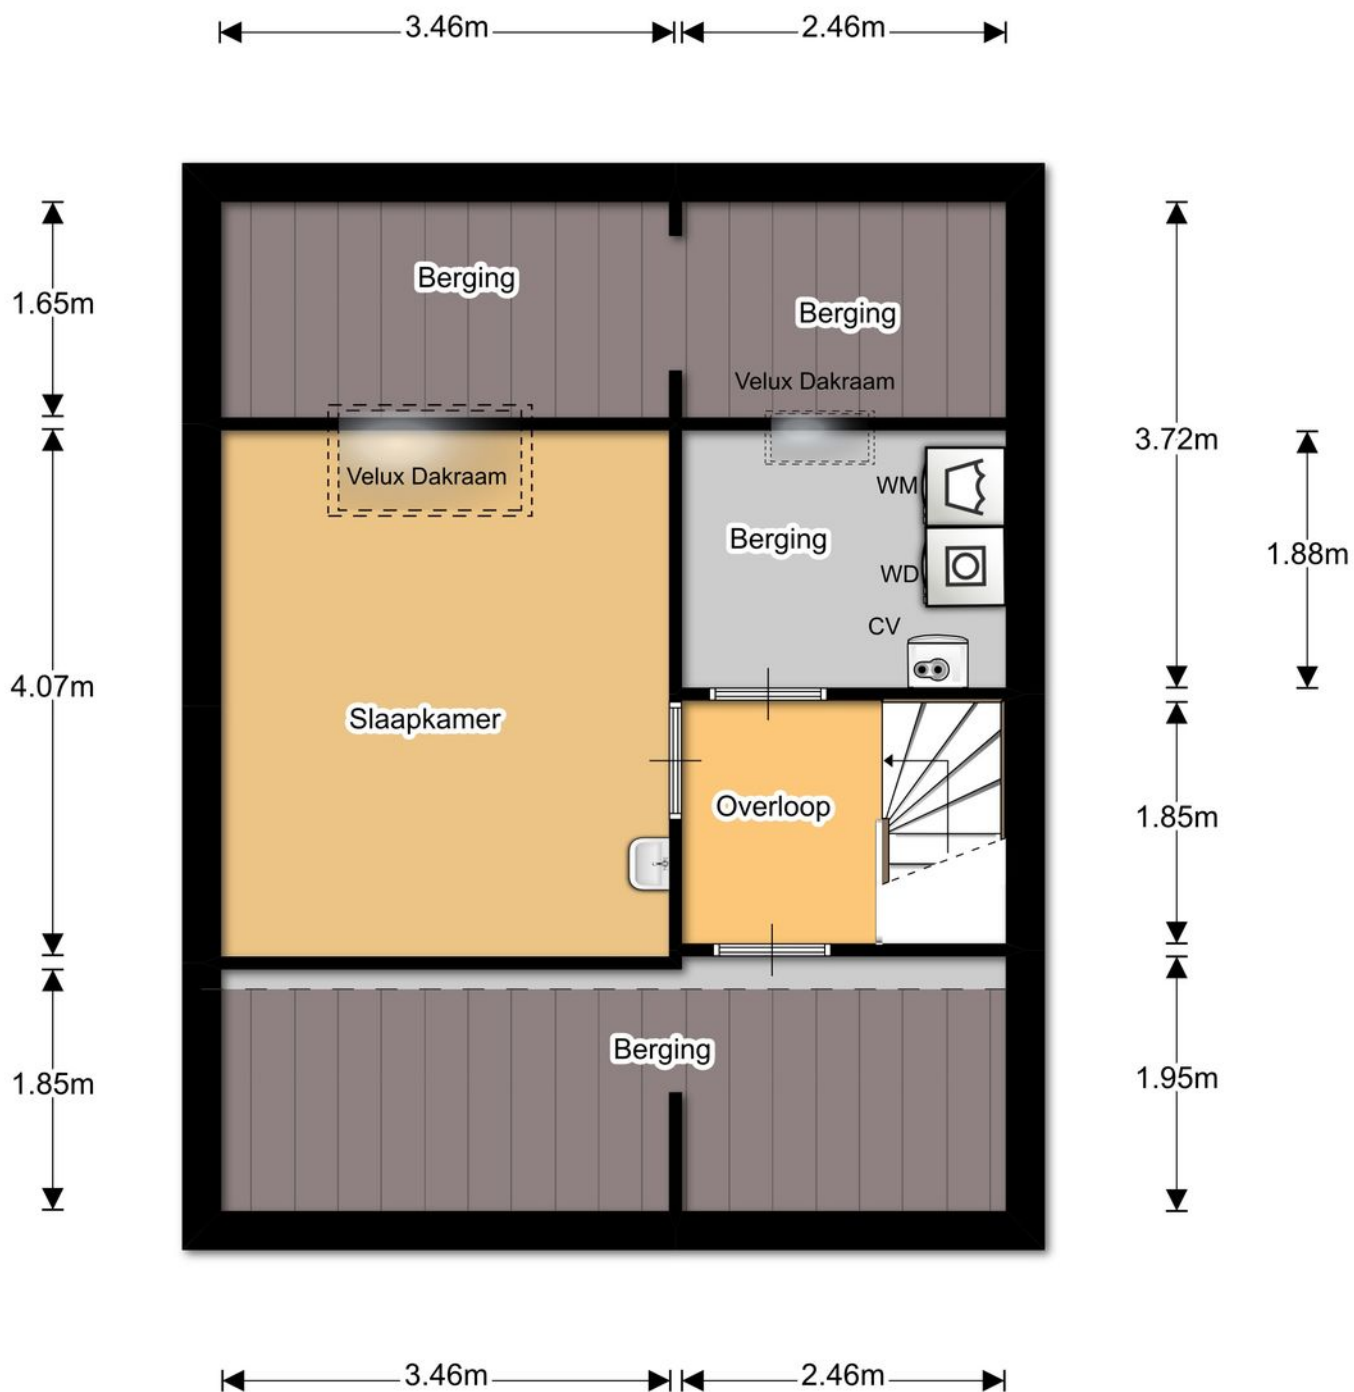 3.46m
2.46m
1.65m
Berging
Berging
Velux Dakraam
3.72m
Velux Dakraam
WM
Berging
1.88m
WD
CV
4.07m
Slaapkamer
Overloop
1.85m
Berging
1.85m
1.95m
3.46m
2.46m